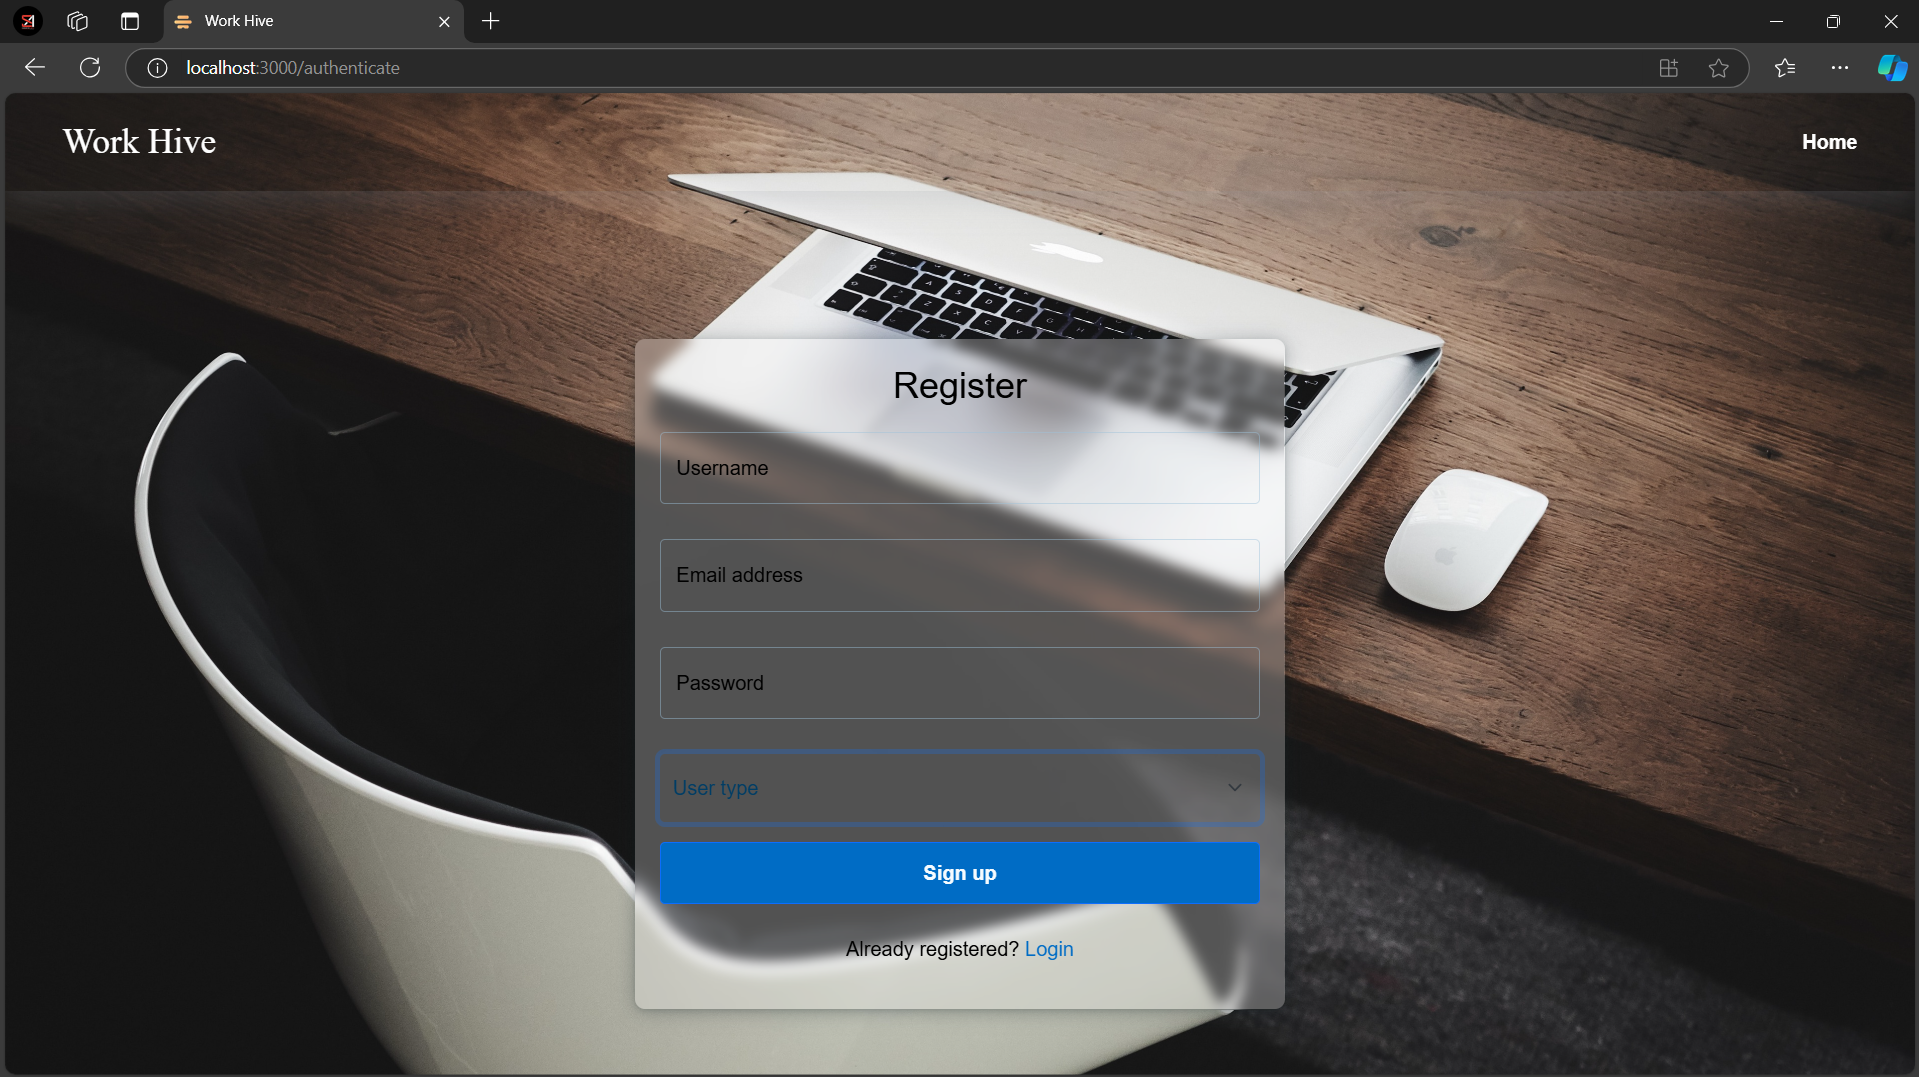 Work Hive
localhost:3000/authenticate
Work Hive
Home
Register
Username
Email address
Password
User type
Sign up
Already registered? Login